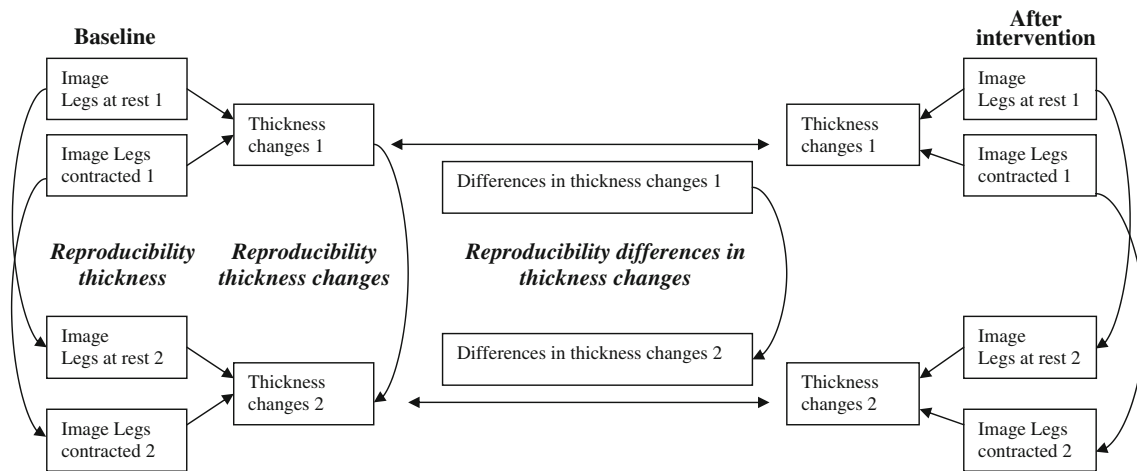 Baseline
After
intervention
Image
Legs at rest 1
Image
Legs at rest 1
Thickness
changes 1
Thickness
changes 1
Image Legs
contracted 1
Image Legs
contracted 1
Differences in thickness changes 1
Reproducibility
thickness
Reproducibility
thickness changes
Reproducibility differences in
thickness changes
Image
Legs at rest 2
Differences in thickness changes 2
Image
Legs at rest 2
Thickness
changes 2
Thickness
changes 2
Image Legs
contracted 2
Image Legs
contracted 2